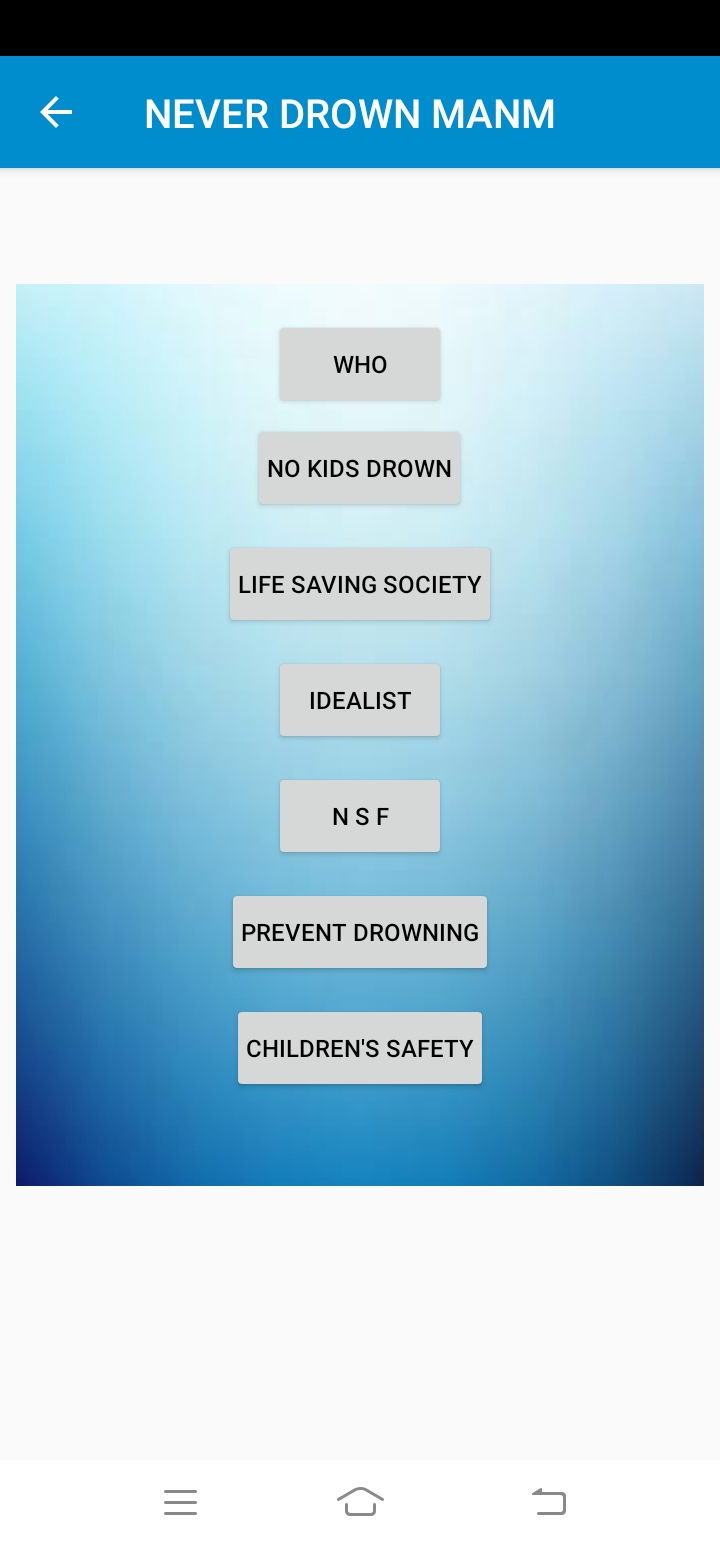 NEVER DROWN MANM
WHO
NO KIDS DROWN
LIFE SAVING SOCIETY
IDEALIST
N S F
PREVENT DROWNING
CHILDREN'S SAFETY